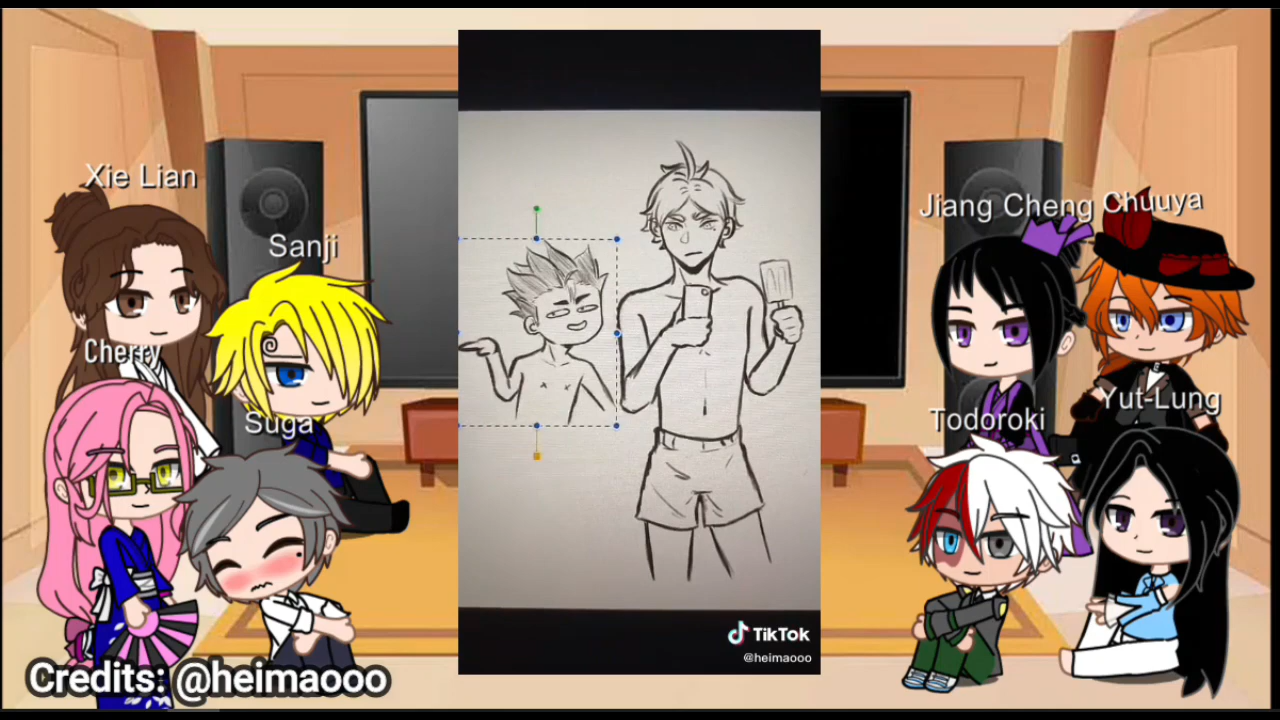 Xie Lian
Sanji
Jiang Cheng
Chuuya
Cherry
Suga
Todoroki
Yut-Lung
TikTok
@heimaooo
Credits: @heimaooo